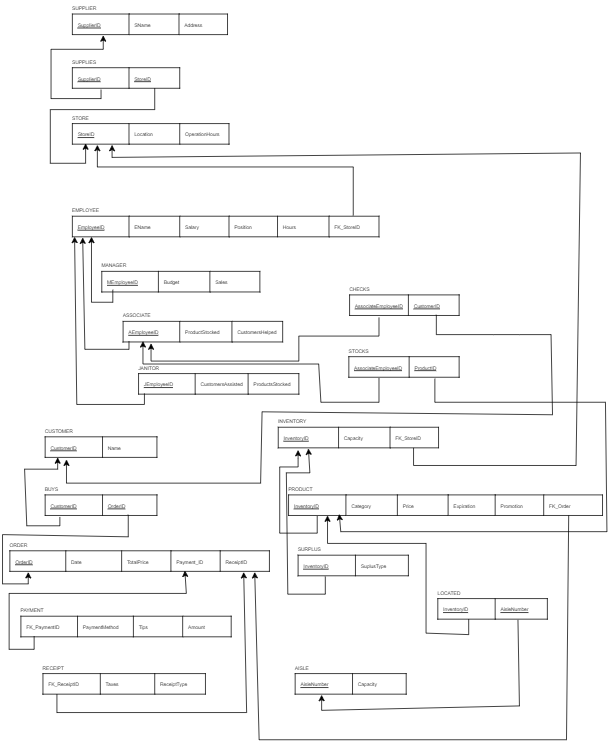 SUPPLIER
SupplierID SName Address
SUPPLIES
SupplierID StoreID
STORE
StoreID Location OperationHours
EMPLOYEE
EmployeeID EName Salary Position Hours FK_StoreID
MANAGER
MEmployeeID Budget Sales
CHECKS
AssociateEmployeeID CustomerID
ASSOCIATE
AEmployeeID ProductStocked CustomersHelped
STOCKS
AssociateEmployeeID ProductID
JANITOR
JEmployeeID CustomersAssisted ProductsStocked
INVENTORY
InventoryID Capacity FK_StoreID
CUSTOMER
CustomerID Name
BUYS
CustomerID OrderID
PRODUCT
InventoryID Category Price Expiration Promotion FK_Order
ORDER
OrderID Date TotalPrice Payment_ID ReceiptID
SURPLUS
InventoryID SuplusType
LOCATED
InventoryID AisleNumber
PAYMENT
FK_PaymentID PaymentMethod Tips Amount
RECEIPT
FK_ReceiptID Taxes ReceiptType
AISLE
AisleNumber Capacity